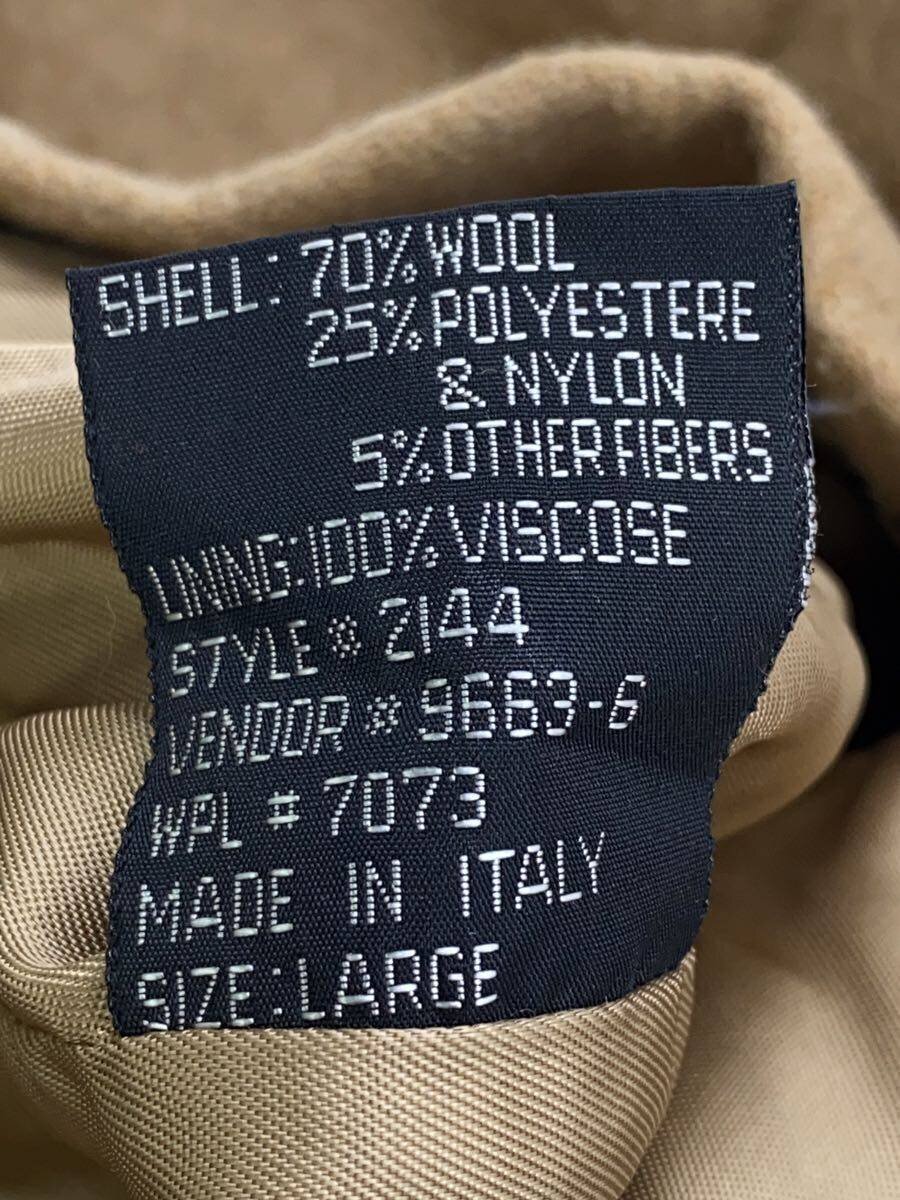 SHELL: 70% WOOL
25% POLYESTERE
& NYLON
5% OTHER FIBERS
LINING: 100% VISCOSE
STYLE # 2144
VENDOR # 9663-6
WPL # 7073
MADE IN ITALY
SIZE: LARGE